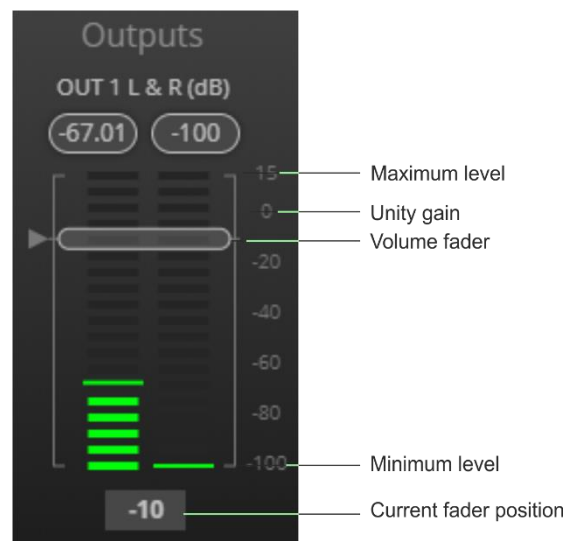 Outputs
OUT 1 L & R (dB)
-67.01 -100
15 Maximum level
0 Unity gain
Volume fader
-20
-40
-60
-80
-100 Minimum level
-10 Current fader position